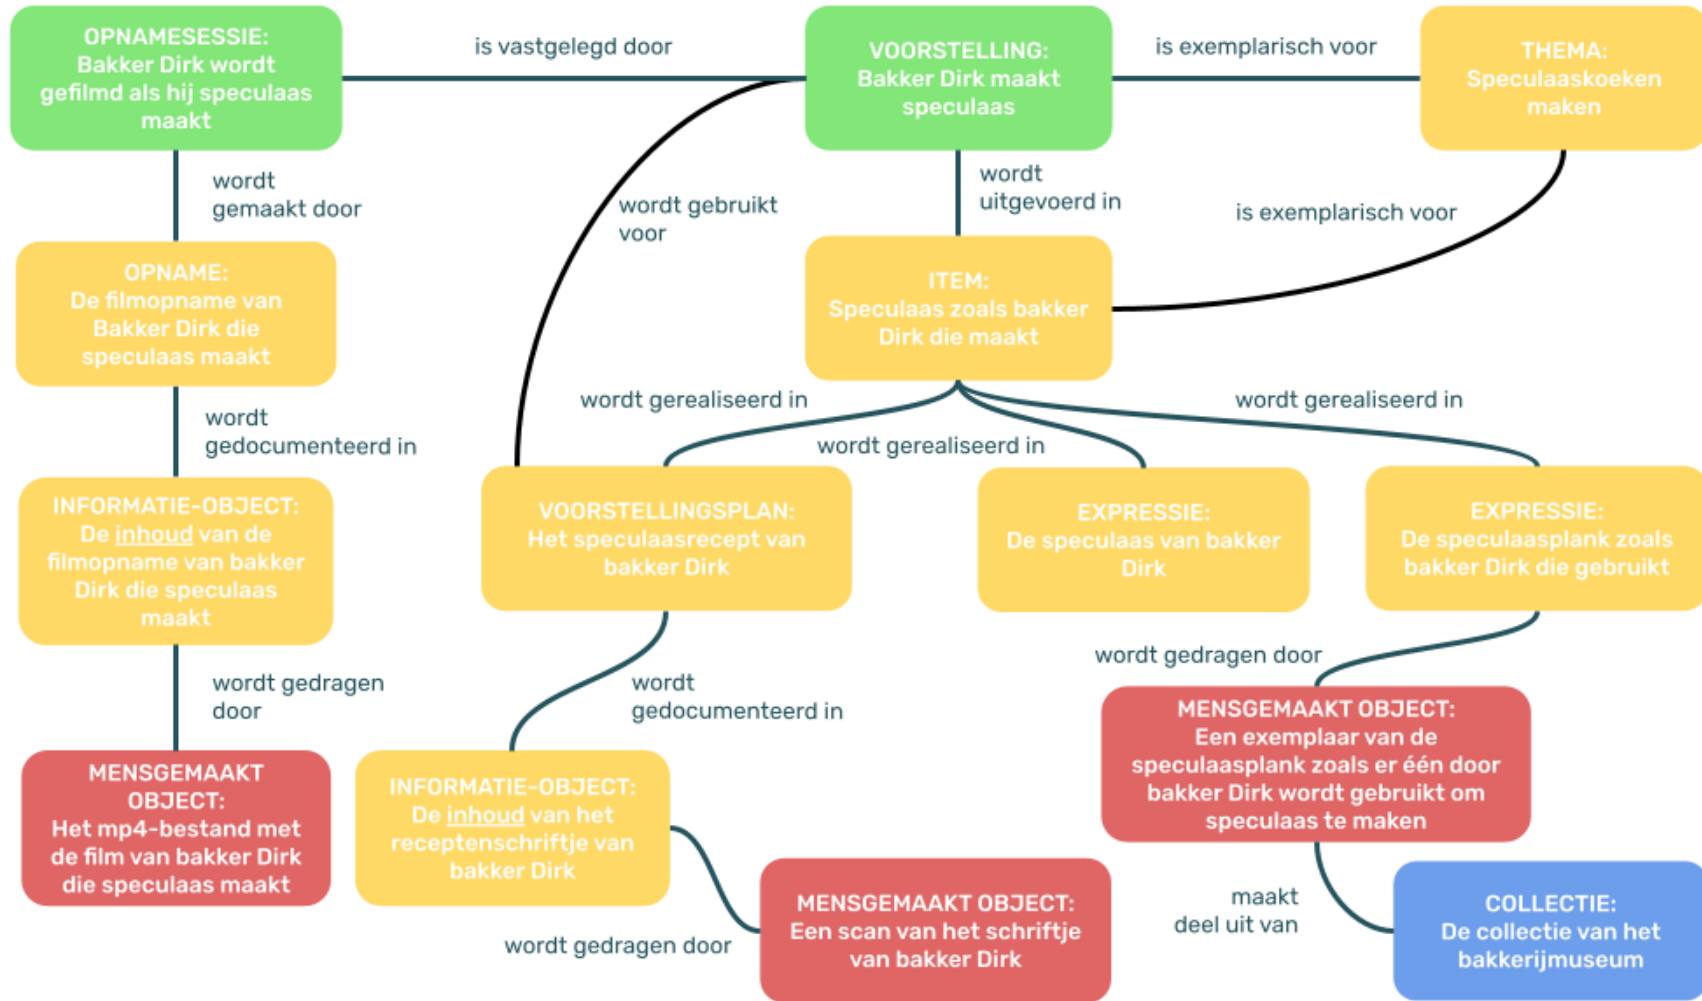 OPNAMESESSIE:
Bakker Dirk wordt
gefilmd als hij speculaas
maakt
is vastgelegd door
VOORSTELLING:
Bakker Dirk maakt
speculaas
is exemplarisch voor
THEMA:
Speculaaskoeken
maken
wordt
gemaakt door
wordt gebruikt
voor
wordt
uitgevoerd in
is exemplarisch voor
OPNAME:
De filmopname van
Bakker Dirk die
speculaas maakt
ITEM:
Speculaas zoals bakker
Dirk die maakt
wordt
gedocumenteerd in
wordt gerealiseerd in
wordt gerealiseerd in
wordt gerealiseerd in
INFORMATIE-OBJECT:
De inhoud van de
filmopname van bakker
Dirk die speculaas
maakt
VOORSTELLINGSPLAN:
Het speculaasrecept van
bakker Dirk
EXPRESSIE:
De speculaas van bakker
Dirk
EXPRESSIE:
De speculaasplank zoals
bakker Dirk die gebruikt
wordt gedragen
door
wordt
gedocumenteerd in
wordt gedragen door
MENSGEMAAKT
OBJECT:
Het mp4-bestand met
de film van bakker Dirk
die speculaas maakt
INFORMATIE-OBJECT:
De inhoud van het
receptenschriftje van
bakker Dirk
MENSGEMAAKT OBJECT:
Een exemplaar van de
speculaasplank zoals er één door
bakker Dirk wordt gebruikt om
speculaas te maken
wordt gedragen door
MENSGEMAAKT OBJECT:
Een scan van het schriftje
van bakker Dirk
maakt
deel uit van
COLLECTIE:
De collectie van het
bakkerijmuseum